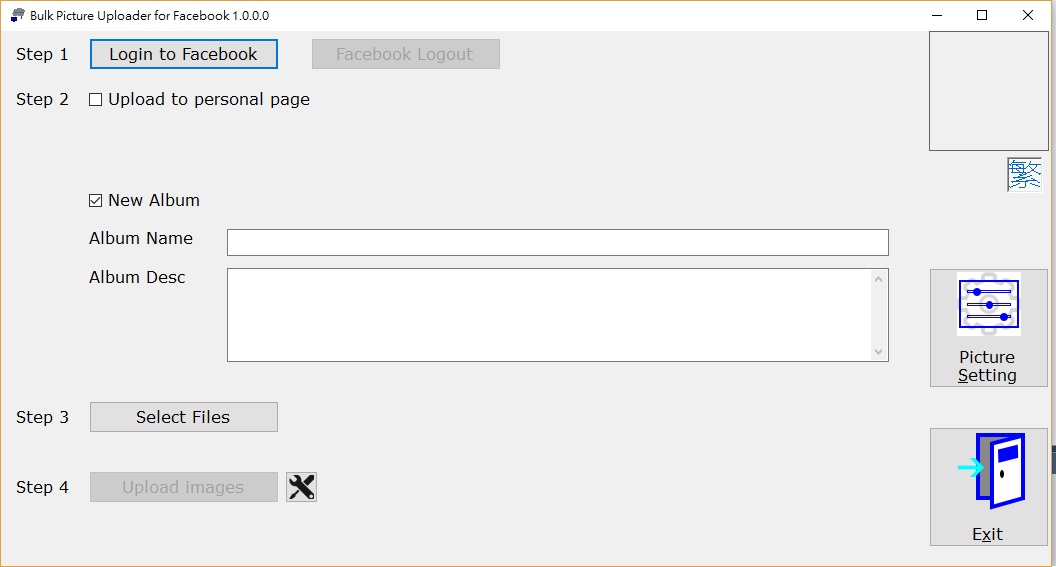 Bulk Picture Uploader for Facebook 1.0.0.0
Step 1 Login to Facebook Facebook Logout
Step 2 Upload to personal page
繁
New Album
Album Name
Album Desc
Picture
Setting
Step 3 Select Files
Step 4 Upload images
Exit